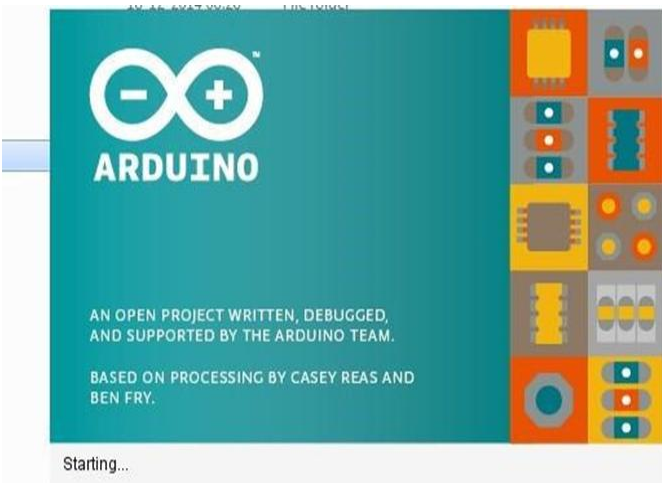 ARDUINO
™
AN OPEN PROJECT WRITTEN, DEBUGGED,
AND SUPPORTED BY THE ARDUINO TEAM.
BASED ON PROCESSING BY CASEY REAS AND
BEN FRY.
Starting...